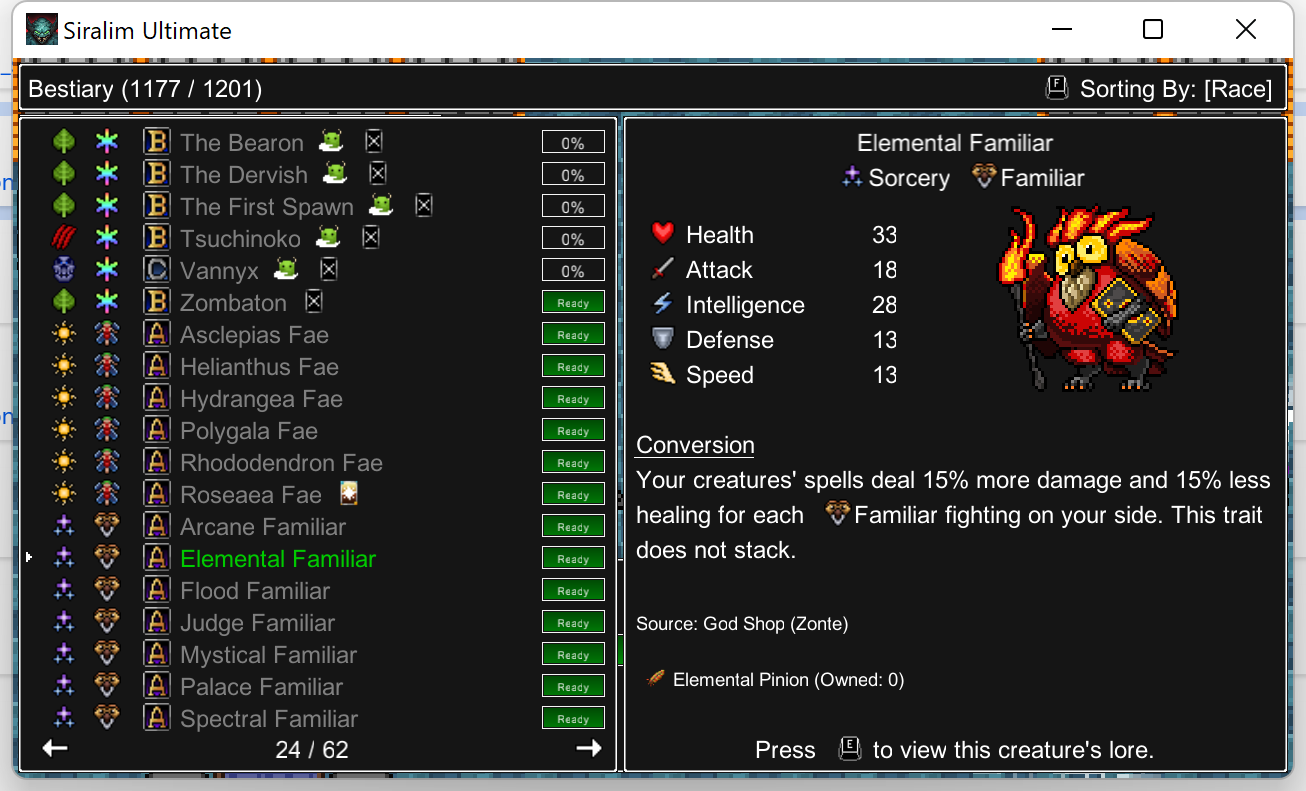 Siralim Ultimate
Bestiary (1177 / 1201)
F Sorting By: [Race]
B The Bearon 0%
B The Dervish 0%
B The First Spawn 0%
B Tsuchinoko 0%
C Vannyx 0%
B Zombaton Ready
A Asclepias Fae Ready
A Helianthus Fae Ready
A Hydrangea Fae Ready
A Polygala Fae Ready
A Rhododendron Fae Ready
A Roseaea Fae Ready
A Arcane Familiar Ready
A Elemental Familiar Ready
A Flood Familiar Ready
A Judge Familiar Ready
A Mystical Familiar Ready
A Palace Familiar Ready
A Spectral Familiar Ready
24 / 62
Elemental Familiar
Sorcery Familiar
Health 33
Attack 18
Intelligence 28
Defense 13
Speed 13
Conversion
Your creatures' spells deal 15% more damage and 15% less
healing for each Familiar fighting on your side. This trait
does not stack.
Source: God Shop (Zonte)
Elemental Pinion (Owned: 0)
Press E to view this creature's lore.